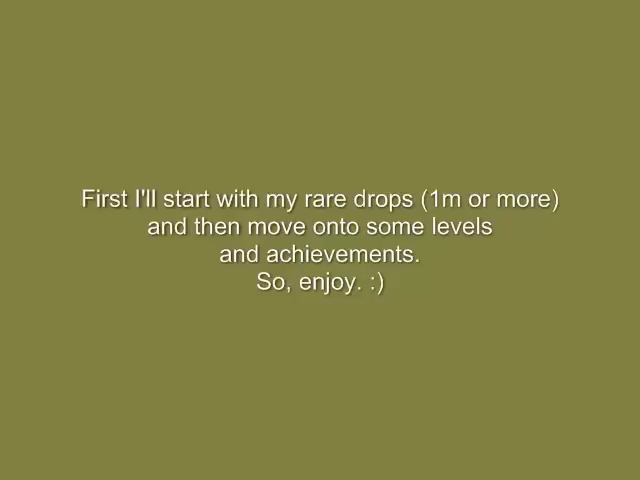 First I'll start with my rare drops (1m or more)
and then move onto some levels
and achievements.
So, enjoy. :)